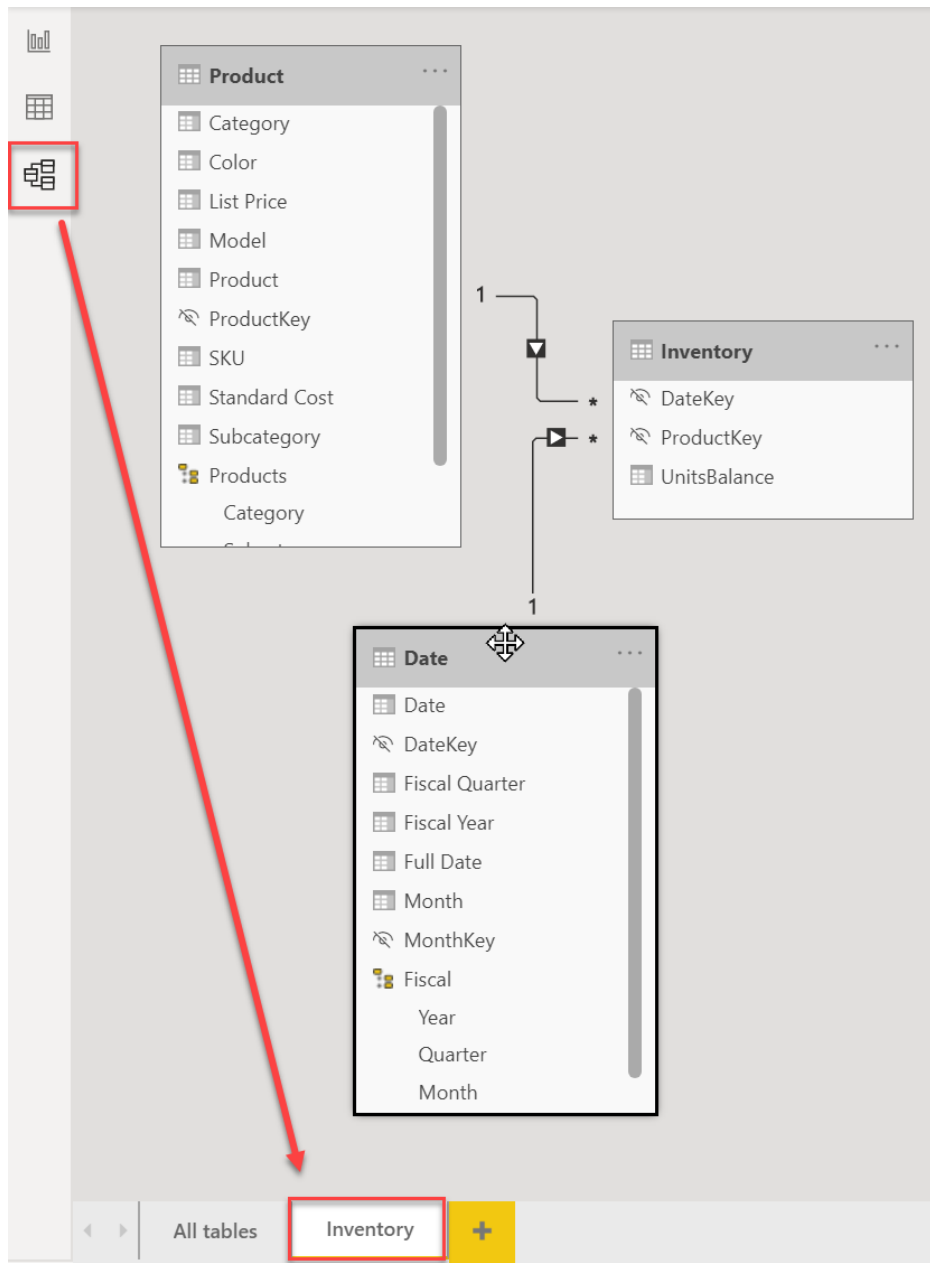 Product
Category
Color
List Price
Model
Product
ProductKey
SKU
Standard Cost
Subcategory
Products
Category
1
*
*
1
Inventory
DateKey
ProductKey
UnitsBalance
Date
Date
DateKey
Fiscal Quarter
Fiscal Year
Full Date
Month
MonthKey
Fiscal
Year
Quarter
Month
All tables
Inventory
+